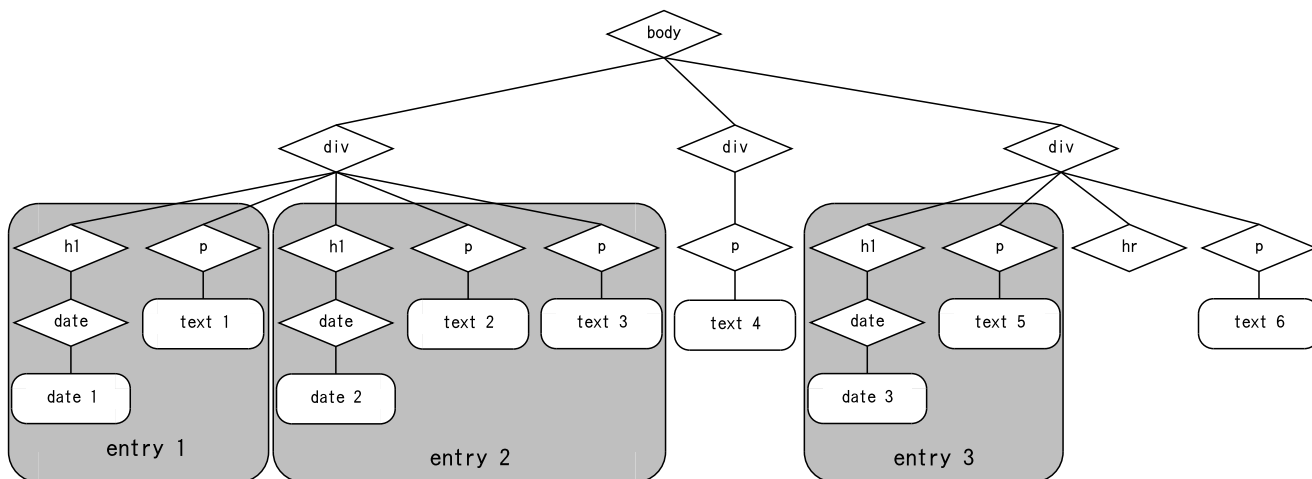 body
div
div
div
h1
p
h1
p
p
p
h1
p
hr
p
date
text 1
date
text 2
text 3
text 4
date
text 5
text 6
date 1
date 2
date 3
entry 1
entry 2
entry 3